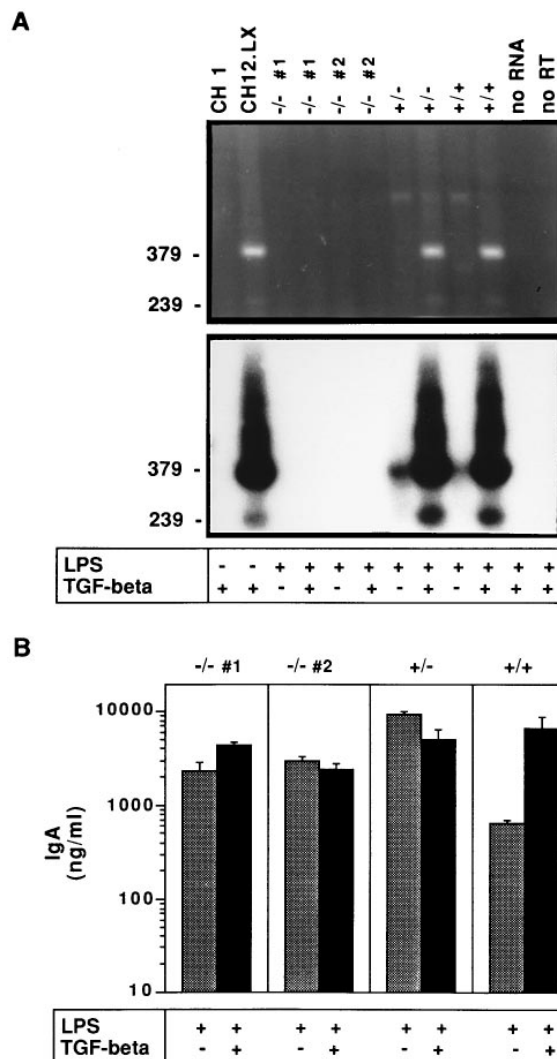 A
CH 1
CH12.LX
-/- #1
-/- #1
-/- #2
-/- #2
+/-
+/-
+/+
+/+
no RNA
no RT
379 -
239 -
379 -
239 -
LPS - - + + + + + + + + + +
TGF-beta + + - + - + - + - + + +
B
-/- #1 -/- #2 +/- +/+
10000
1000
100
10
IgA
(ng/ml)
LPS + + + + + + + +
TGF-beta - + - + - + - +